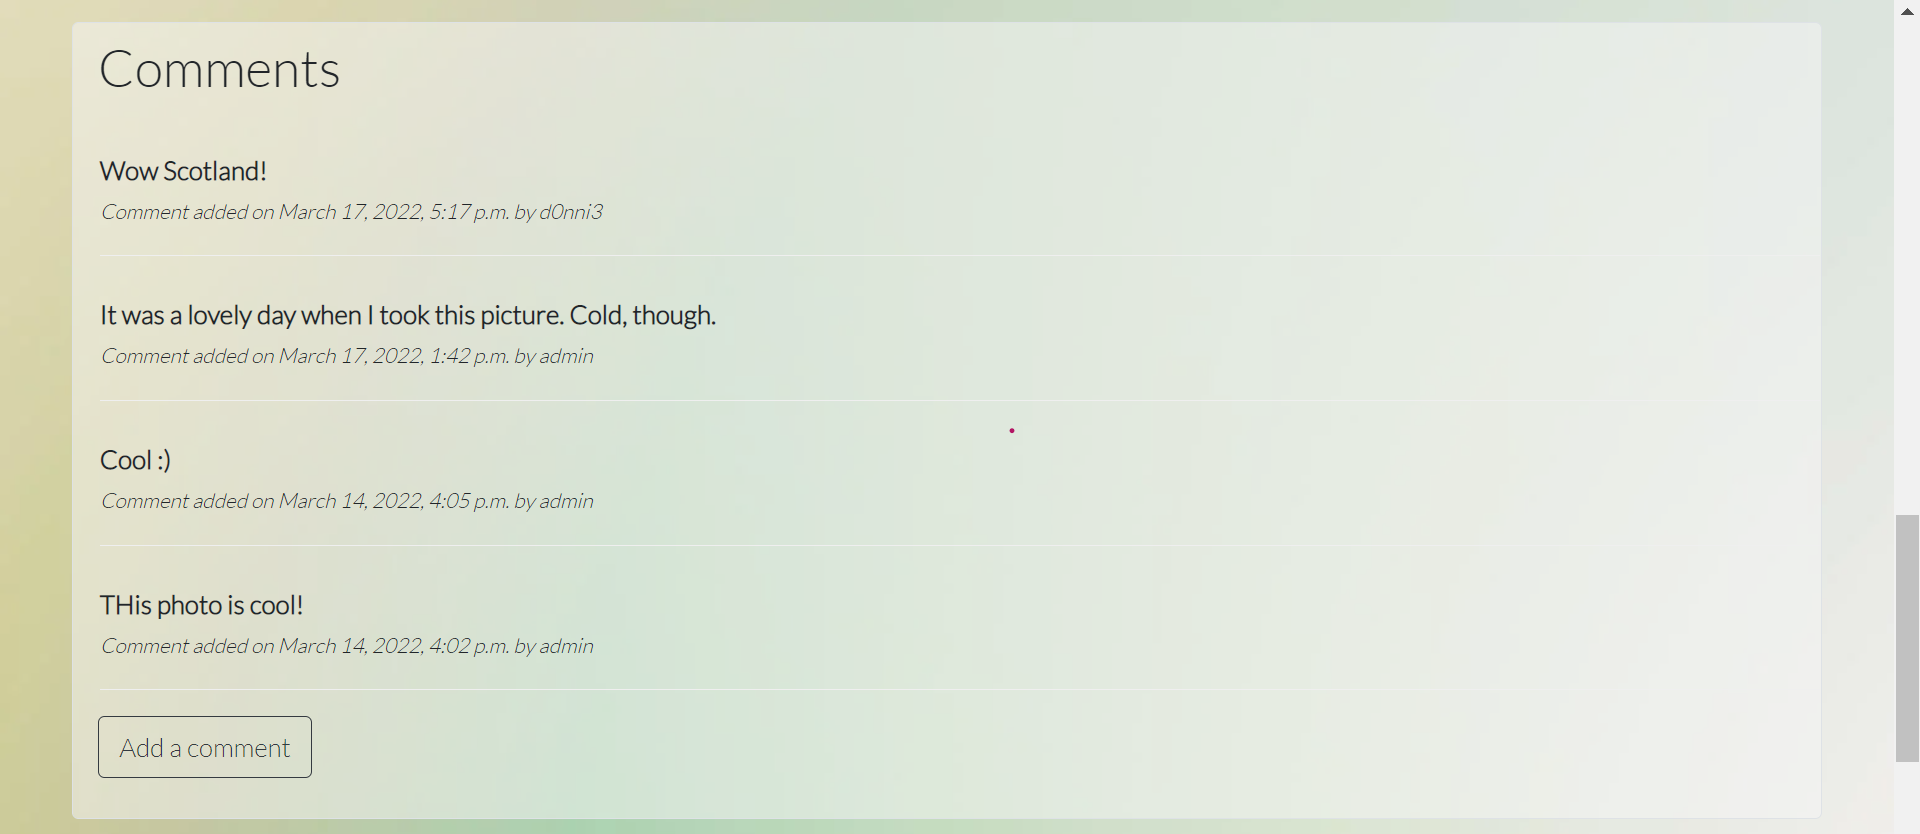 Comments
Wow Scotland!
Comment added on March 17, 2022, 5:17 p.m. by d0nni3
It was a lovely day when I took this picture. Cold, though.
Comment added on March 17, 2022, 1:42 p.m. by admin
Cool :)
Comment added on March 14, 2022, 4:05 p.m. by admin
THis photo is cool!
Comment added on March 14, 2022, 4:02 p.m. by admin
Add a comment